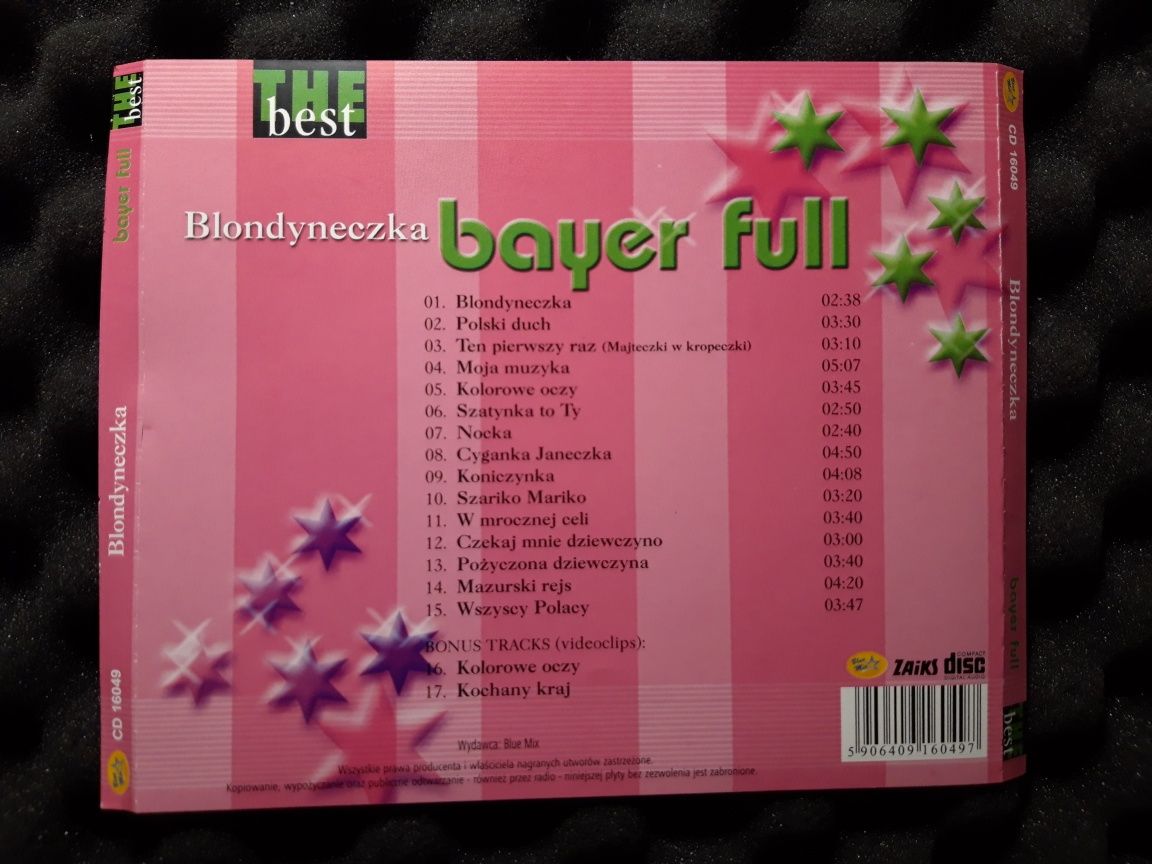 THE
best
Blondyneczka bayer full
01. Blondyneczka 02:38
02. Polski duch 03:30
03. Ten pierwszy raz (Majteczki w kropeczki) 03:10
04. Moja muzyka 05:07
05. Kolorowe oczy 03:45
06. Szatynka to Ty 02:50
07. Nocka 02:40
08. Cyganka Janeczka 04:50
09. Koniczynka 04:08
10. Szariko Mariko 03:20
11. W mrocznej celi 03:40
12. Czekaj mnie dziewczyno 03:00
13. Pożyczona dziewczyna 03:40
14. Mazurski rejs 04:20
15. Wszyscy Polacy 03:47
BONUS TRACKS (videoclips):
16. Kolorowe oczy
17. Kochany kraj
Wydawca: Blue Mix
Wszystkie prawa producenta i właściciela nagranych utworów zastrzeżone.
Kopiowanie, wypożyczanie oraz publiczne odtwarzanie - również przez radio - niniejszej płyty bez zezwolenia jest zabronione.
Blue Mix ZAiKS COMPACT disc DIGITAL AUDIO
5 906409 160497
THE best bayer full Blondyneczka CD 16049
CD 16049 Blondyneczka bayer full THE best